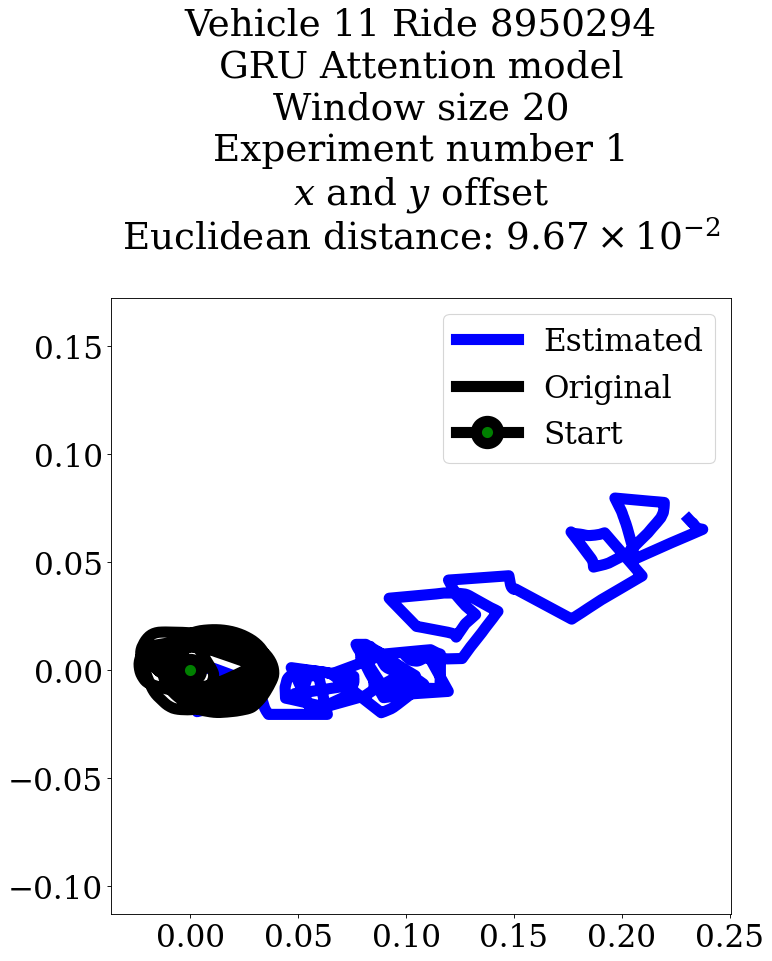 Vehicle 11 Ride 8950294
GRU Attention model
Window size 20
Experiment number 1
x and y offset
Euclidean distance: 9.67 × 10⁻²
Estimated
Original
Start
0.15
0.10
0.05
0.00
−0.05
−0.10
0.00 0.05 0.10 0.15 0.20 0.25